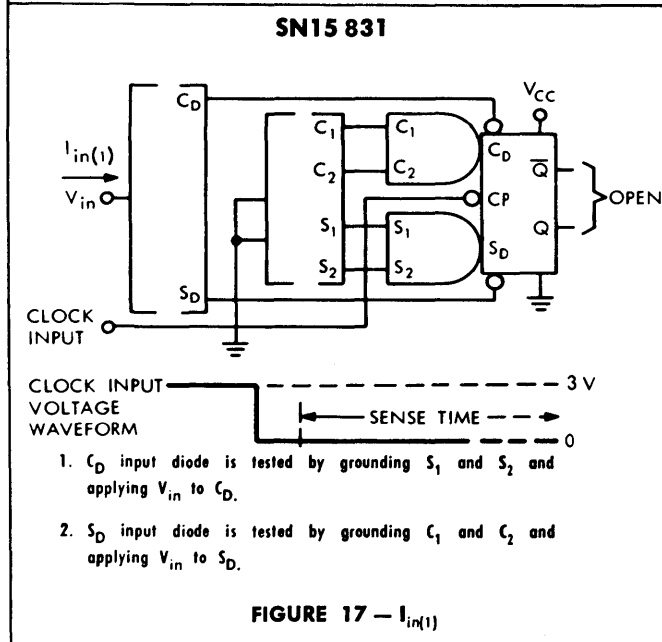 SN15 831
C_D
C_1
C_2
S_1
S_2
S_D
I_in(1)
V_in
C_1
C_2
S_1
S_2
V_CC
C_D
Q̅
CP
Q
S_D
OPEN
CLOCK
INPUT
CLOCK INPUT
VOLTAGE
WAVEFORM
3 V
SENSE TIME
0
1. C_D input diode is tested by grounding S_1 and S_2 and
applying V_in to C_D.
2. S_D input diode is tested by grounding C_1 and C_2 and
applying V_in to S_D.
FIGURE 17 — I_in(1)